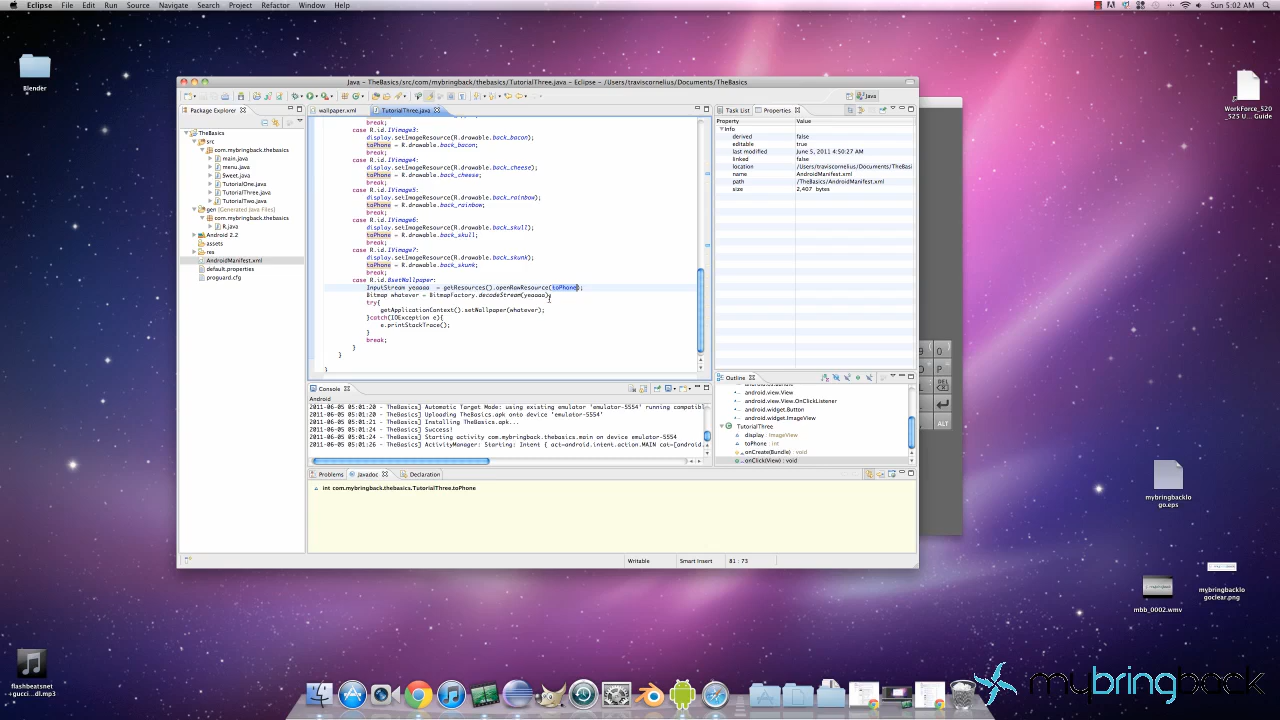 Eclipse File Edit Run Source Navigate Search Project Refactor Window Help
Sun 5:02 AM
Java - TheBasics/src/com/mybringback/thebasics/TutorialThree.java - Eclipse - /Users/traviscornelius/Documents/TheBasics
Java
Package Explorer
TheBasics
src
com.mybringback.thebasics
main.java
menu.java
Sweet.java
TutorialOne.java
TutorialThree.java
TutorialTwo.java
gen [Generated Java Files]
com.mybringback.thebasics
R.java
Android 2.2
assets
res
AndroidManifest.xml
default.properties
proguard.cfg
wallpaper.xml
TutorialThree.java
break;
case R.id.IVimage3:
display.setImageResource(R.drawable.back_bacon);
toPhone = R.drawable.back_bacon;
break;
case R.id.IVimage4:
display.setImageResource(R.drawable.back_cheese);
toPhone = R.drawable.back_cheese;
break;
case R.id.IVimage5:
display.setImageResource(R.drawable.back_rainbow);
toPhone = R.drawable.back_rainbow;
break;
case R.id.IVimage6:
display.setImageResource(R.drawable.back_skull);
toPhone = R.drawable.back_skull;
break;
case R.id.IVimage7:
display.setImageResource(R.drawable.back_skunk);
toPhone = R.drawable.back_skunk;
break;
case R.id.BsetWallpaper:
InputStream yeaaaa = getResources().openRawResource(toPhone);
Bitmap whatever = BitmapFactory.decodeStream(yeaaaa);
try{
getApplicationContext().setWallpaper(whatever);
}catch(IOException e){
e.printStackTrace();
}
break;
}
}
Task List
Properties
Property Value
Info
derived false
editable true
last modified June 5, 2011 4:50:27 AM
linked false
location /Users/traviscornelius/Documents/TheBasi
name AndroidManifest.xml
path /TheBasics/AndroidManifest.xml
size 2,407 bytes
Outline
android.view.View
android.view.View.OnClickListener
android.widget.Button
android.widget.ImageView
TutorialThree
display : ImageView
toPhone : int
onCreate(Bundle) : void
onClick(View) : void
Console
Android
2011-06-05 05:01:20 - TheBasics] Automatic Target Mode: using existing emulator 'emulator-5554' running compatibl
2011-06-05 05:01:20 - TheBasics] Uploading TheBasics.apk onto device 'emulator-5554'
2011-06-05 05:01:21 - TheBasics] Installing TheBasics.apk...
2011-06-05 05:01:24 - TheBasics] Success!
2011-06-05 05:01:24 - TheBasics] Starting activity com.mybringback.thebasics.main on device emulator-5554
2011-06-05 05:01:26 - TheBasics] ActivityManager: Starting: Intent { act=android.intent.action.MAIN cat=[android.
Problems
Javadoc
Declaration
int com.mybringback.thebasics.TutorialThree.toPhone
Writable
Smart Insert
81 : 73
0
P
DEL
ALT
Blender
WorkForce_520
_525 U... Guide
mybringbacklo
go.eps
mybringbacklo
goclear.png
mbb_0002.wmv
flashbeatsnet
+gucci...dl.mp3
mybringback